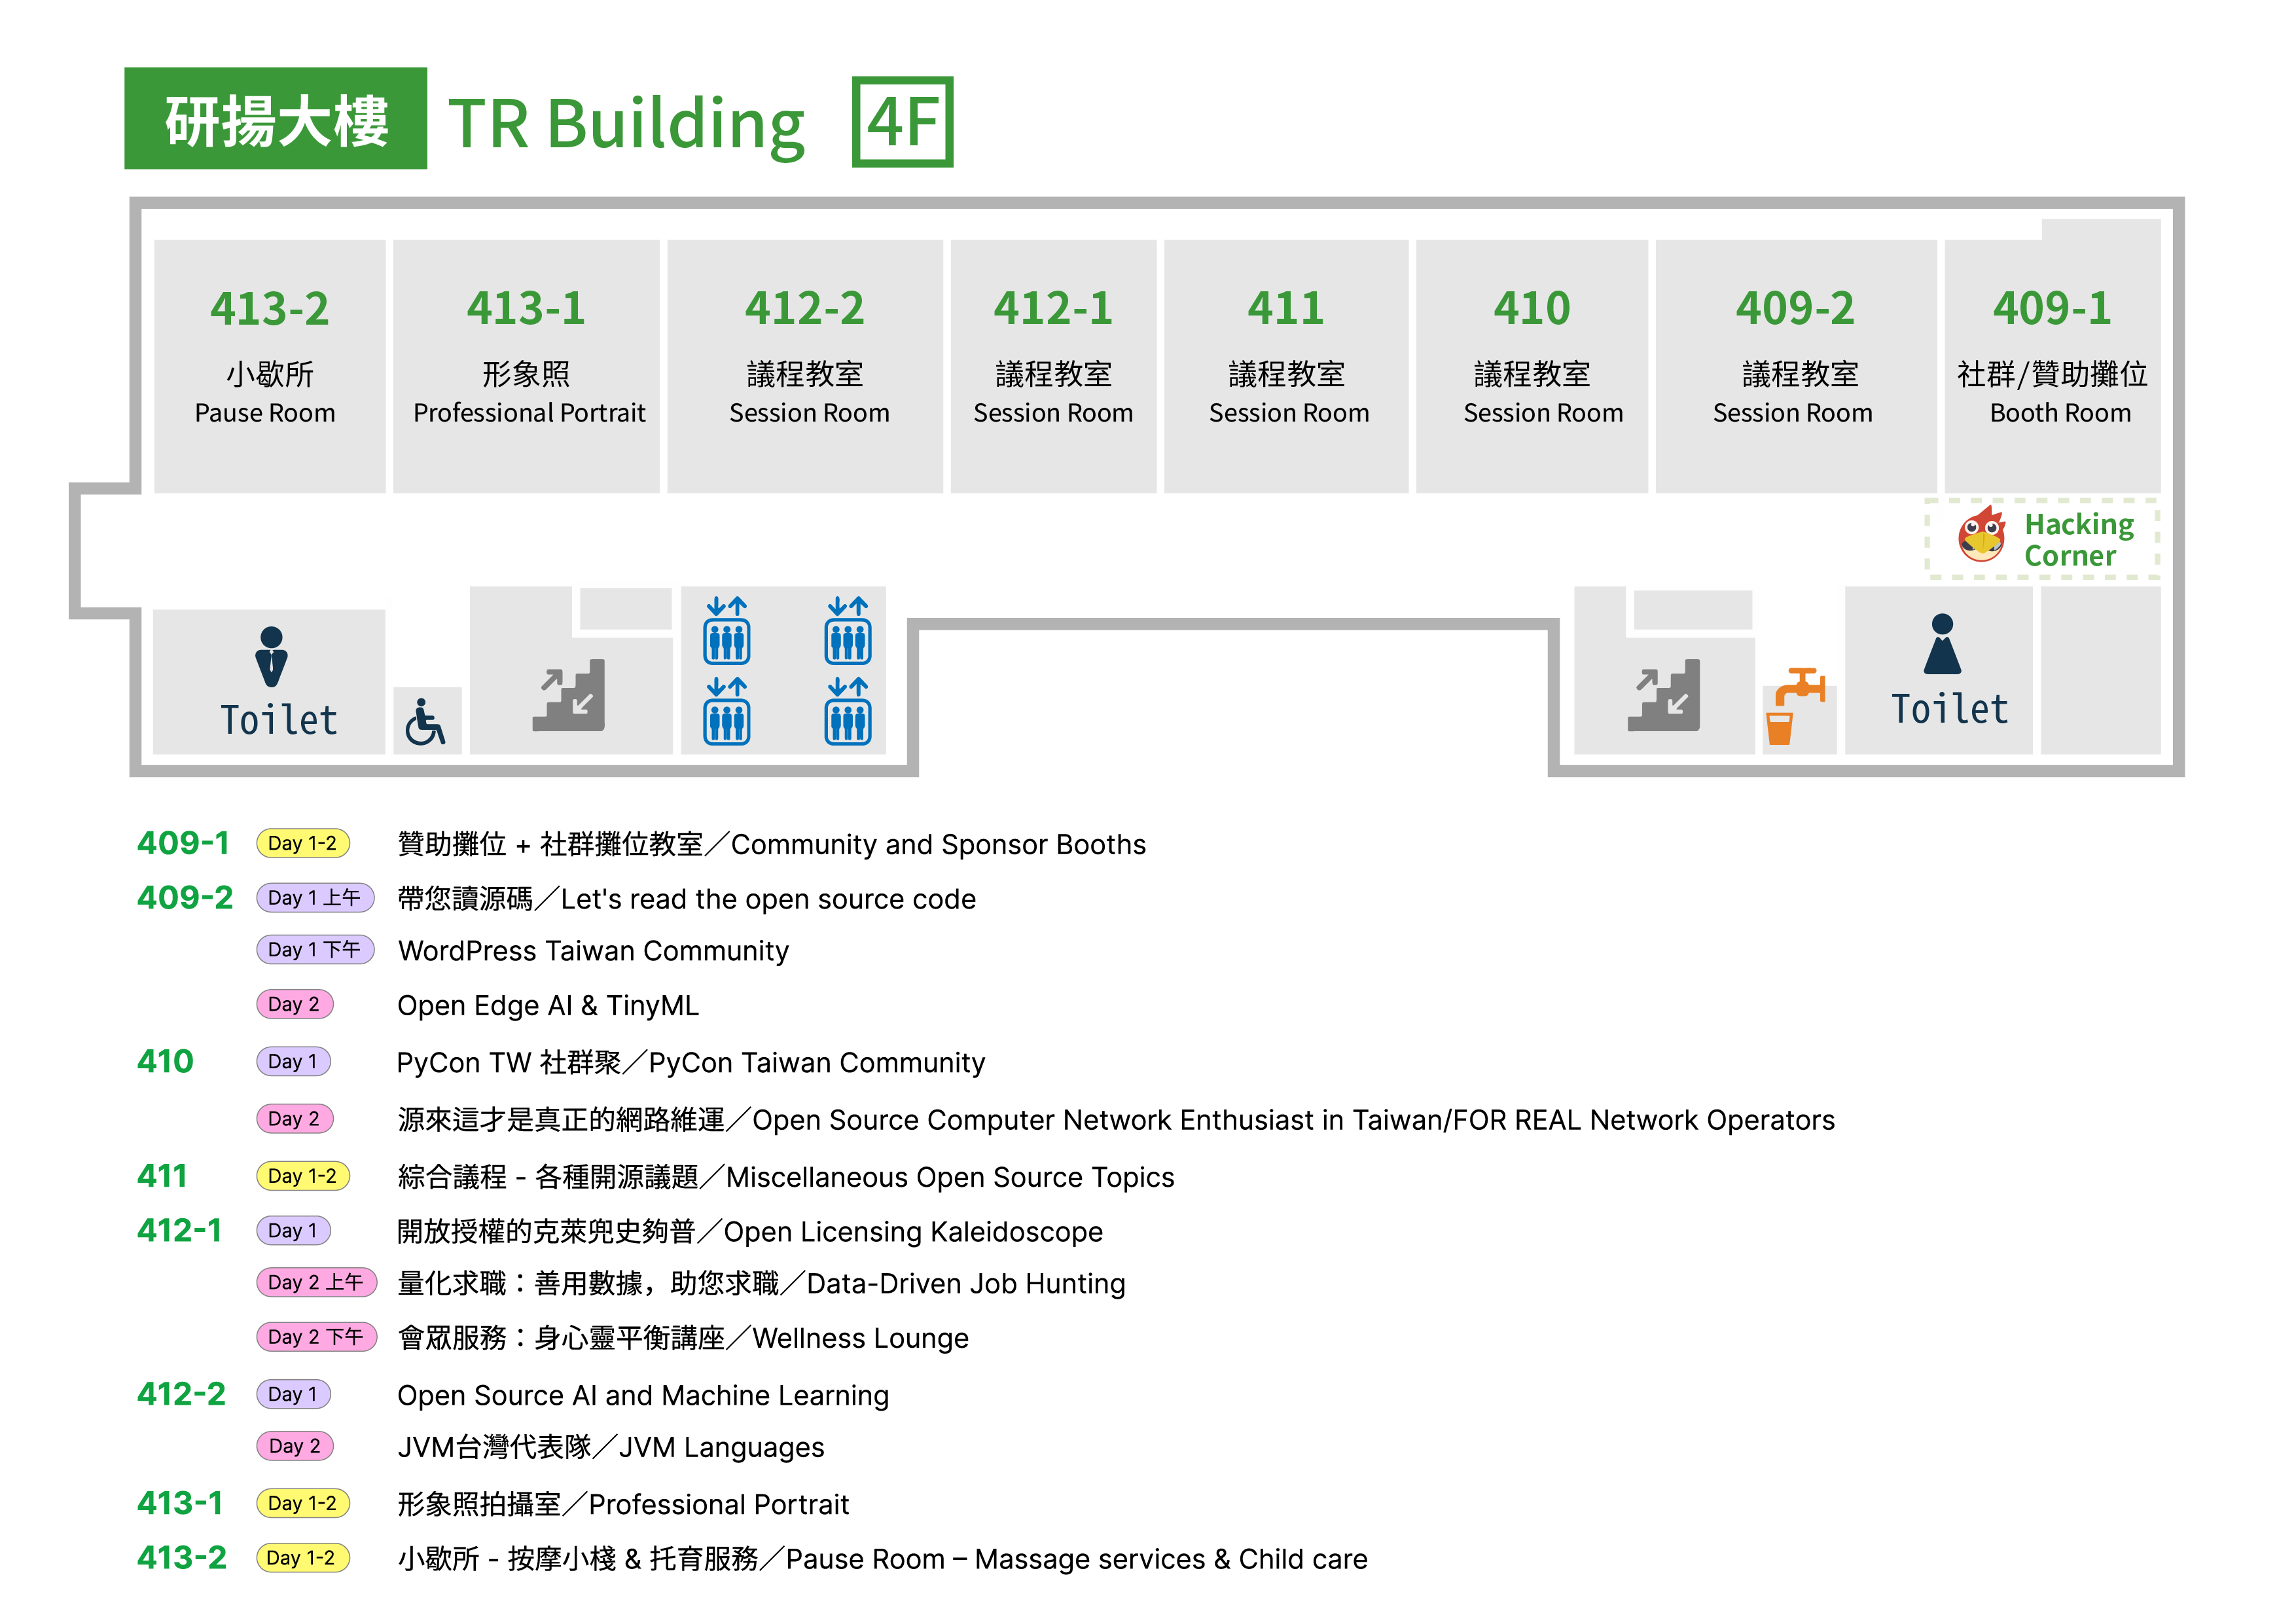 研揚大樓 TR Building 4F
413-2
小歇所
Pause Room
413-1
形象照
Professional Portrait
412-2
議程教室
Session Room
412-1
議程教室
Session Room
411
議程教室
Session Room
410
議程教室
Session Room
409-2
議程教室
Session Room
409-1
社群/贊助攤位
Booth Room
Hacking
Corner
Toilet
Toilet
409-1 Day 1-2 贊助攤位 + 社群攤位教室／Community and Sponsor Booths
409-2 Day 1 上午 帶您讀源碼／Let's read the open source code
Day 1 下午 WordPress Taiwan Community
Day 2 Open Edge AI & TinyML
410 Day 1 PyCon TW 社群聚／PyCon Taiwan Community
Day 2 源來這才是真正的網路維運／Open Source Computer Network Enthusiast in Taiwan/FOR REAL Network Operators
411 Day 1-2 綜合議程 - 各種開源議題／Miscellaneous Open Source Topics
412-1 Day 1 開放授權的克萊兜史夠普／Open Licensing Kaleidoscope
Day 2 上午 量化求職：善用數據，助您求職／Data-Driven Job Hunting
Day 2 下午 會眾服務：身心靈平衡講座／Wellness Lounge
412-2 Day 1 Open Source AI and Machine Learning
Day 2 JVM台灣代表隊／JVM Languages
413-1 Day 1-2 形象照拍攝室／Professional Portrait
413-2 Day 1-2 小歇所 - 按摩小棧 & 托育服務／Pause Room – Massage services & Child care